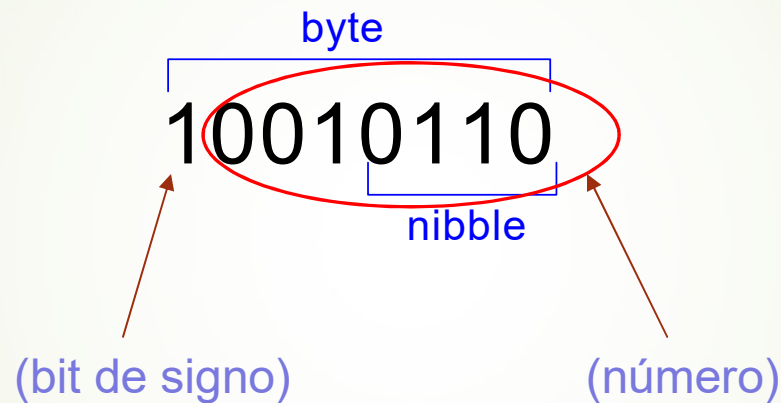 byte
10010110
nibble
(bit de signo)
(número)